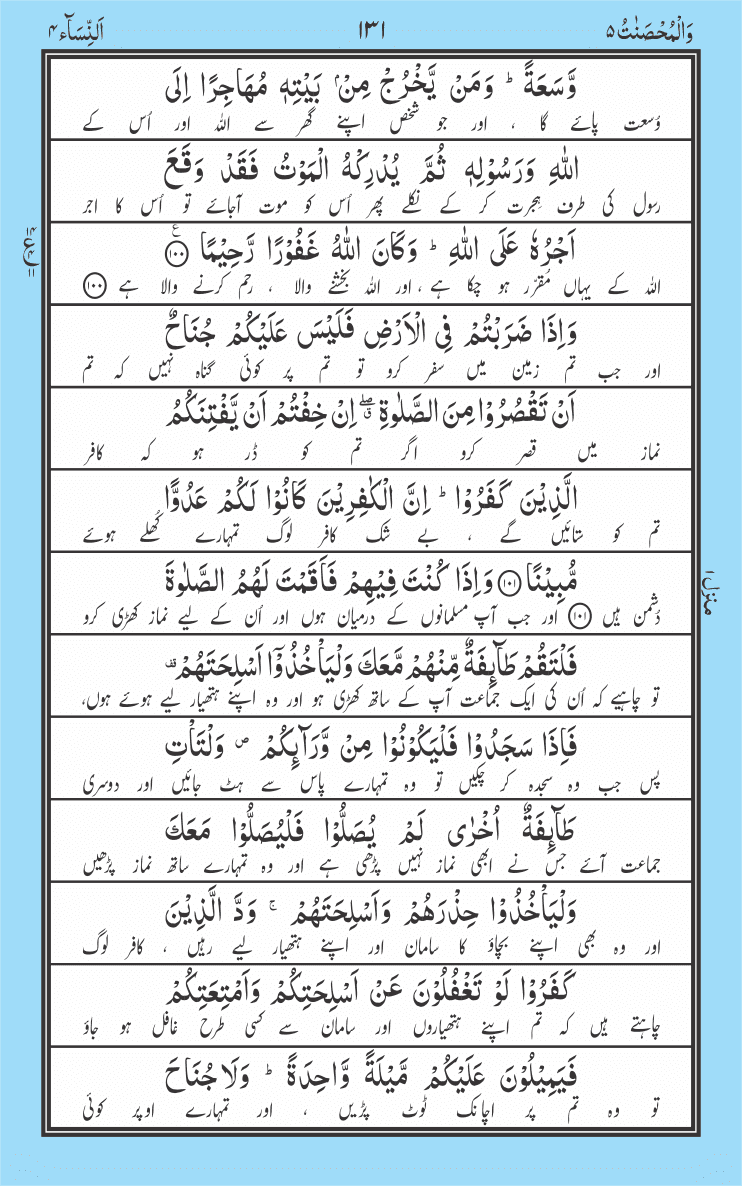 وَالْمُحْصَنٰتُ ۵
۱۳۱
اَلنِّسَآء ۴
وَّسَعَةً ؕ وَمَنْ یَّخْرُجْ مِنْۢ بَیْتِهٖ مُهَاجِرًا اِلَی
وُسعت پائے گا ، اور جو شخص اپنے گھر سے اللہ اور اُس کے
اللّٰهِ وَرَسُوْلِهٖ ثُمَّ یُدْرِکْهُ الْمَوْتُ فَقَدْ وَقَعَ
رسول کی طرف ہجرت کر کے نکلے پھر اُس کو موت آجائے تو اُس کا اجر
اَجْرُهٗ عَلَی اللّٰهِ ؕ وَکَانَ اللّٰهُ غَفُوْرًا رَّحِیْمًا ﴿۱۰۰﴾ ع
اللہ کے یہاں مُقرّر ہو چکا ہے ، اور اللہ بخشنے والا ، رحم کرنے والا ہے ﴿۱۰۰﴾
وَاِذَا ضَرَبْتُمْ فِی الْاَرْضِ فَلَیْسَ عَلَیْکُمْ جُنَاحٌ
اور جب تم زمین میں سفر کرو تو تم پر کوئی گناہ نہیں کہ تم
اَنْ تَقْصُرُوْا مِنَ الصَّلٰوةِ ۖۗ اِنْ خِفْتُمْ اَنْ یَّفْتِنَکُمُ
نماز میں قصر کرو اگر تم کو ڈر ہو کہ کافر
الَّذِیْنَ کَفَرُوْا ؕ اِنَّ الْکٰفِرِیْنَ کَانُوْا لَکُمْ عَدُوًّا
تم کو ستائیں گے ، بے شک کافر لوگ تمہارے کُھلے ہوئے
مُّبِیْنًا ﴿۱۰۱﴾ وَاِذَا کُنْتَ فِیْهِمْ فَاَقَمْتَ لَهُمُ الصَّلٰوةَ
دُشمن ہیں ﴿۱۰۱﴾ اور جب آپ مسلمانوں کے درمیان ہوں اور اُن کے لیے نماز کھڑی کرو
فَلْتَقُمْ طَآئِفَةٌ مِّنْهُمْ مَّعَكَ وَلْیَاْخُذُوْۤا اَسْلِحَتَهُمْ ۟
تو چاہیے کہ اُن کی ایک جماعت آپ کے ساتھ کھڑی ہو اور وہ اپنے ہتھیار لیے ہوئے ہوں،
فَاِذَا سَجَدُوْا فَلْیَکُوْنُوْا مِنْ وَّرَآئِکُمْ ۪ وَلْتَاْتِ
پس جب وہ سجدہ کر چکیں تو وہ تمہارے پاس سے ہٹ جائیں اور دوسری
طَآئِفَةٌ اُخْرٰی لَمْ یُصَلُّوْا فَلْیُصَلُّوْا مَعَكَ
جماعت آئے جس نے ابھی نماز نہیں پڑھی ہے اور وہ تمہارے ساتھ نماز پڑھیں
وَلْیَاْخُذُوْا حِذْرَهُمْ وَاَسْلِحَتَهُمْ ۚ وَدَّ الَّذِیْنَ
اور وہ بھی اپنے بچاؤ کا سامان اور اپنے ہتھیار لیے رہیں ، کافر لوگ
کَفَرُوْا لَوْ تَغْفُلُوْنَ عَنْ اَسْلِحَتِکُمْ وَاَمْتِعَتِکُمْ
چاہتے ہیں کہ تم اپنے ہتھیاروں اور سامان سے کسی طرح غافل ہو جاؤ
فَیَمِیْلُوْنَ عَلَیْکُمْ مَّیْلَةً وَّاحِدَةً ؕ وَلَا جُنَاحَ
تو وہ تم پر اچانک ٹوٹ پڑیں ، اور تمہارے اوپر کوئی
منزل ۱